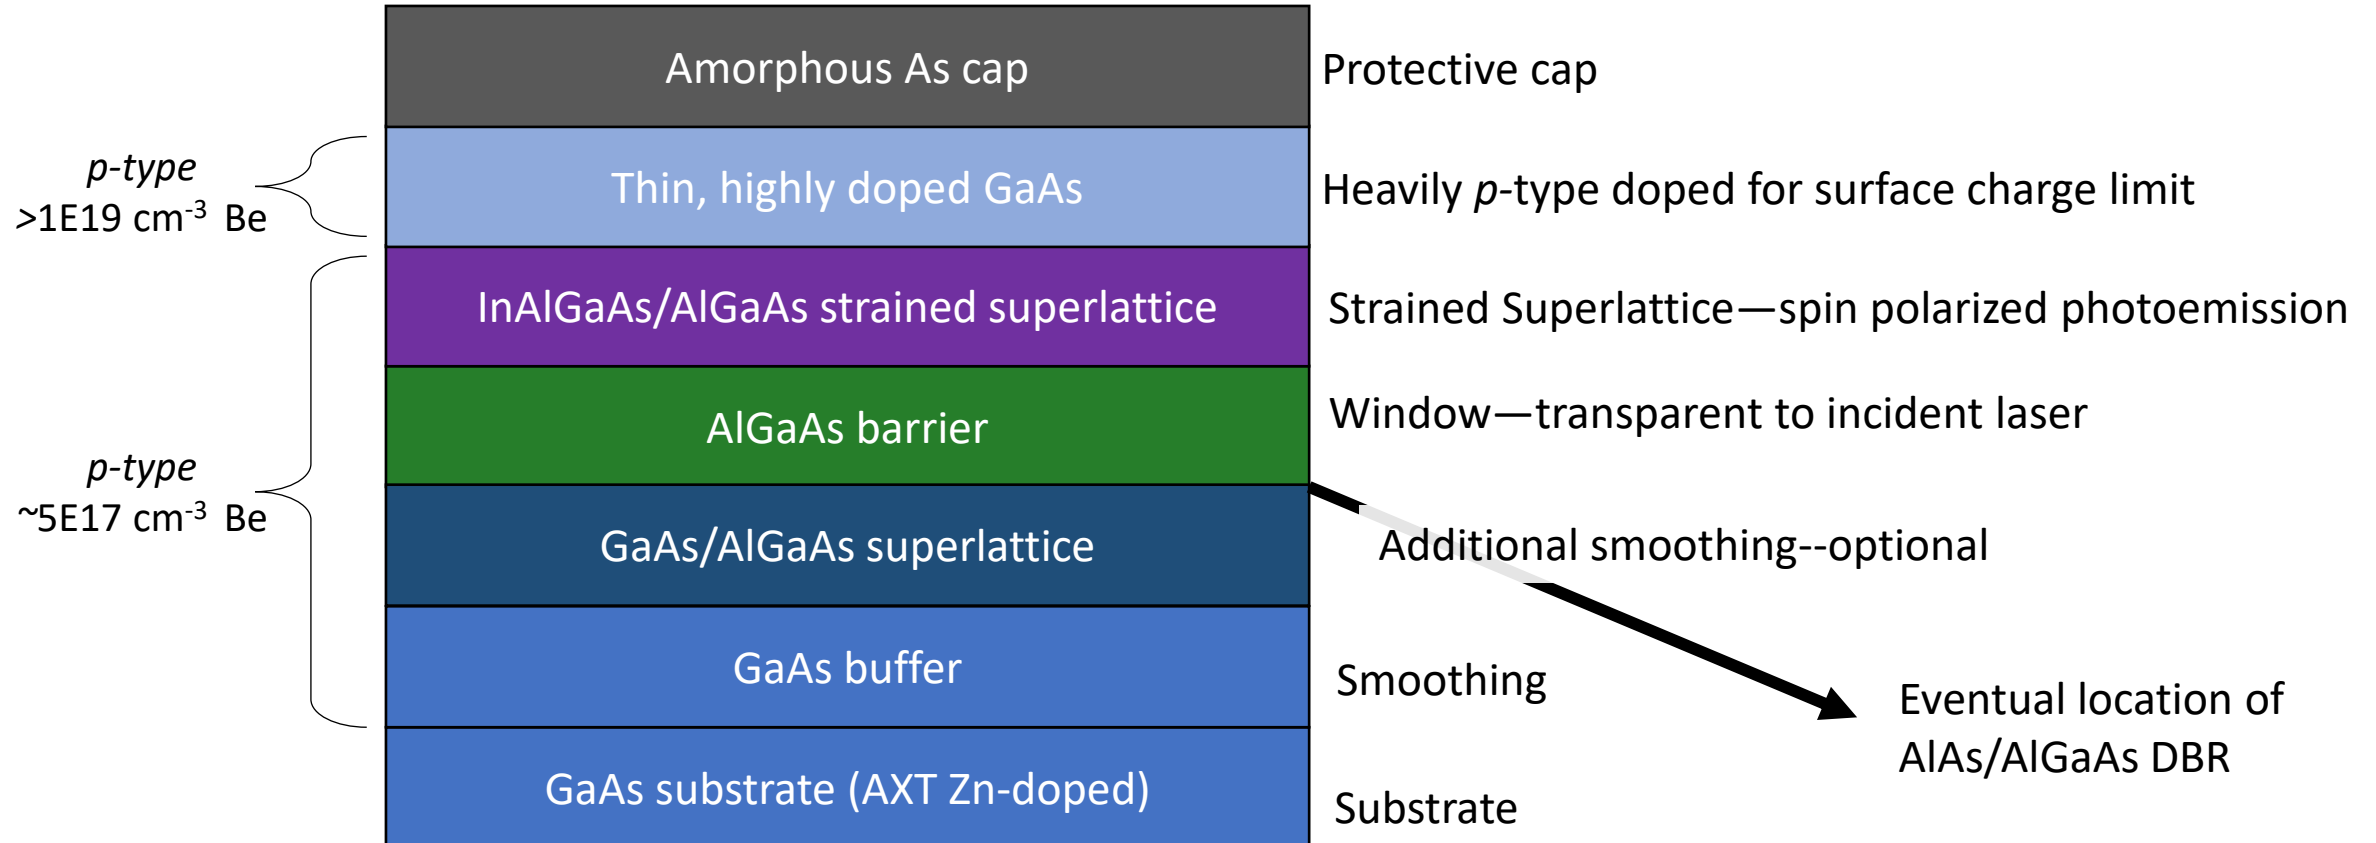 Amorphous As cap
Protective cap
p-type
>1E19 cm-3 Be
Thin, highly doped GaAs
Heavily p-type doped for surface charge limit
InAlGaAs/AlGaAs strained superlattice
Strained Superlattice—spin polarized photoemission
AlGaAs barrier
Window—transparent to incident laser
p-type
~5E17 cm-3 Be
GaAs/AlGaAs superlattice
Additional smoothing--optional
GaAs buffer
Smoothing
Eventual location of
AlAs/AlGaAs DBR
GaAs substrate (AXT Zn-doped)
Substrate